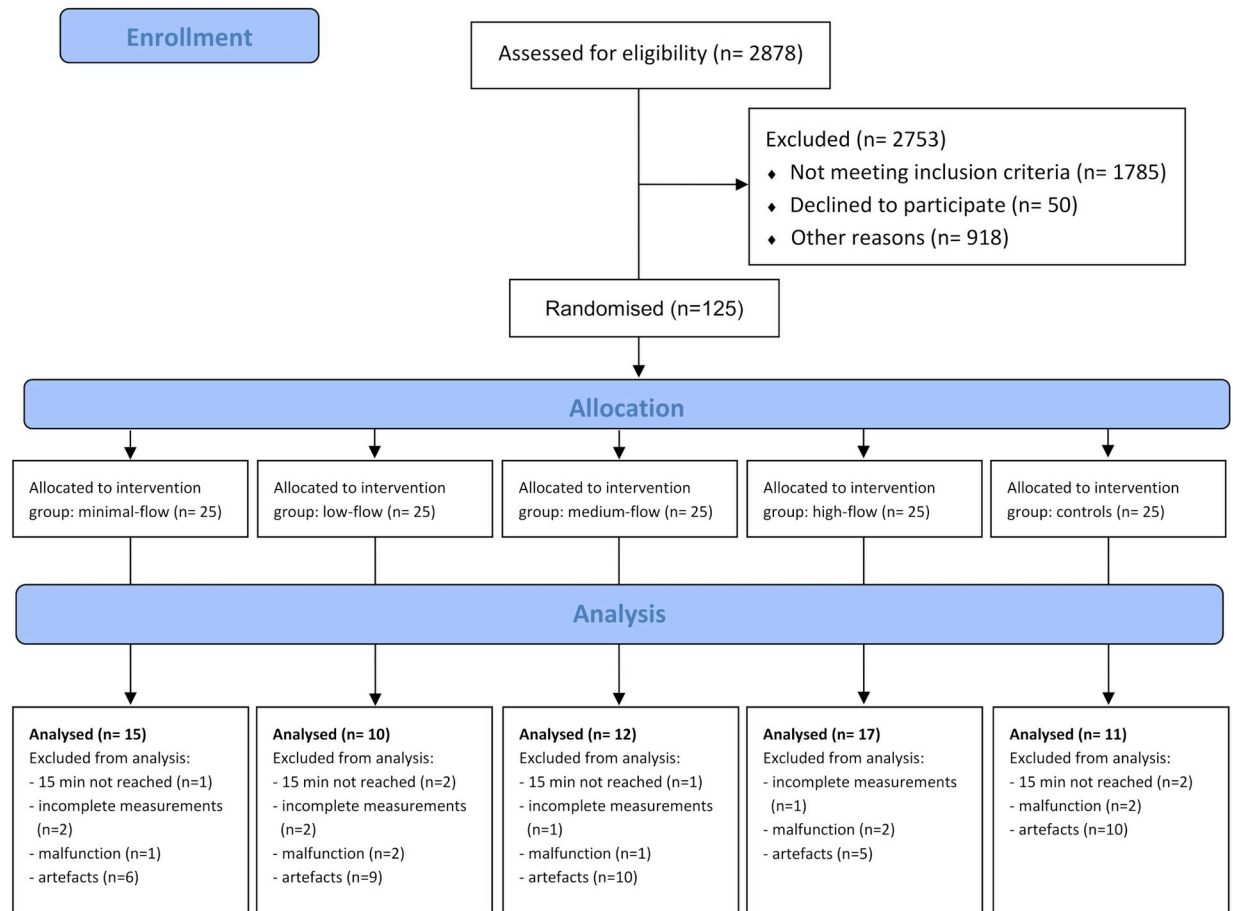 Enrollment
Assessed for eligibility (n= 2878)
Excluded (n= 2753)
♦ Not meeting inclusion criteria (n= 1785)
♦ Declined to participate (n= 50)
♦ Other reasons (n= 918)
Randomised (n=125)
Allocation
Allocated to intervention
group: minimal-flow (n= 25)
Allocated to intervention
group: low-flow (n= 25)
Allocated to intervention
group: medium-flow (n= 25)
Allocated to intervention
group: high-flow (n= 25)
Allocated to intervention
group: controls (n= 25)
Analysis
Analysed (n= 15)
Excluded from analysis:
- 15 min not reached (n=1)
- incomplete measurements
(n=2)
- malfunction (n=1)
- artefacts (n=6)
Analysed (n= 10)
Excluded from analysis:
- 15 min not reached (n=2)
- incomplete measurements
(n=2)
- malfunction (n=2)
- artefacts (n=9)
Analysed (n= 12)
Excluded from analysis:
- 15 min not reached (n=1)
- incomplete measurements
(n=1)
- malfunction (n=1)
- artefacts (n=10)
Analysed (n= 17)
Excluded from analysis:
- incomplete measurements
(n=1)
- malfunction (n=2)
- artefacts (n=5)
Analysed (n= 11)
Excluded from analysis:
- 15 min not reached (n=2)
- malfunction (n=2)
- artefacts (n=10)